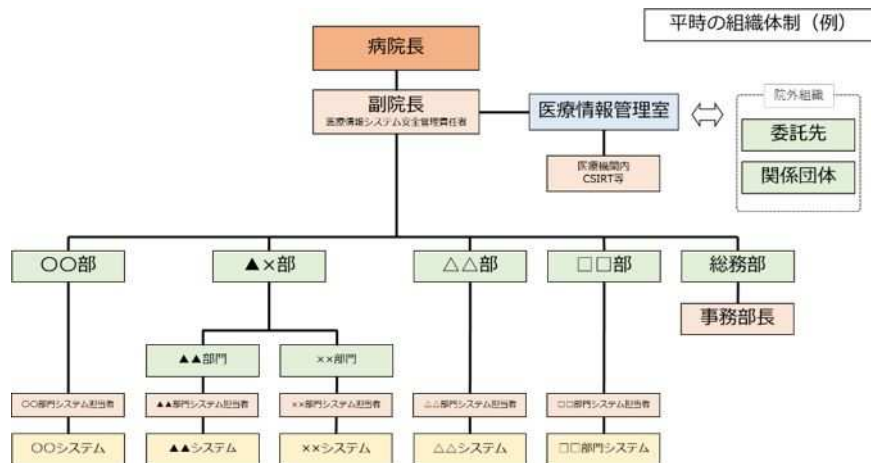 平時の組織体制（例）
病院長
副院長
医療情報システム安全管理責任者
医療情報管理室
院外組織
委託先
関係団体
医療機関内
CSIRT等
〇〇部
▲×部
△△部
□□部
総務部
事務部長
▲▲部門
××部門
〇〇部門システム担当者
▲▲部門システム担当者
××部門システム担当者
△△部門システム担当者
□□部門システム担当者
〇〇システム
▲▲システム
××システム
△△システム
□□部門システム